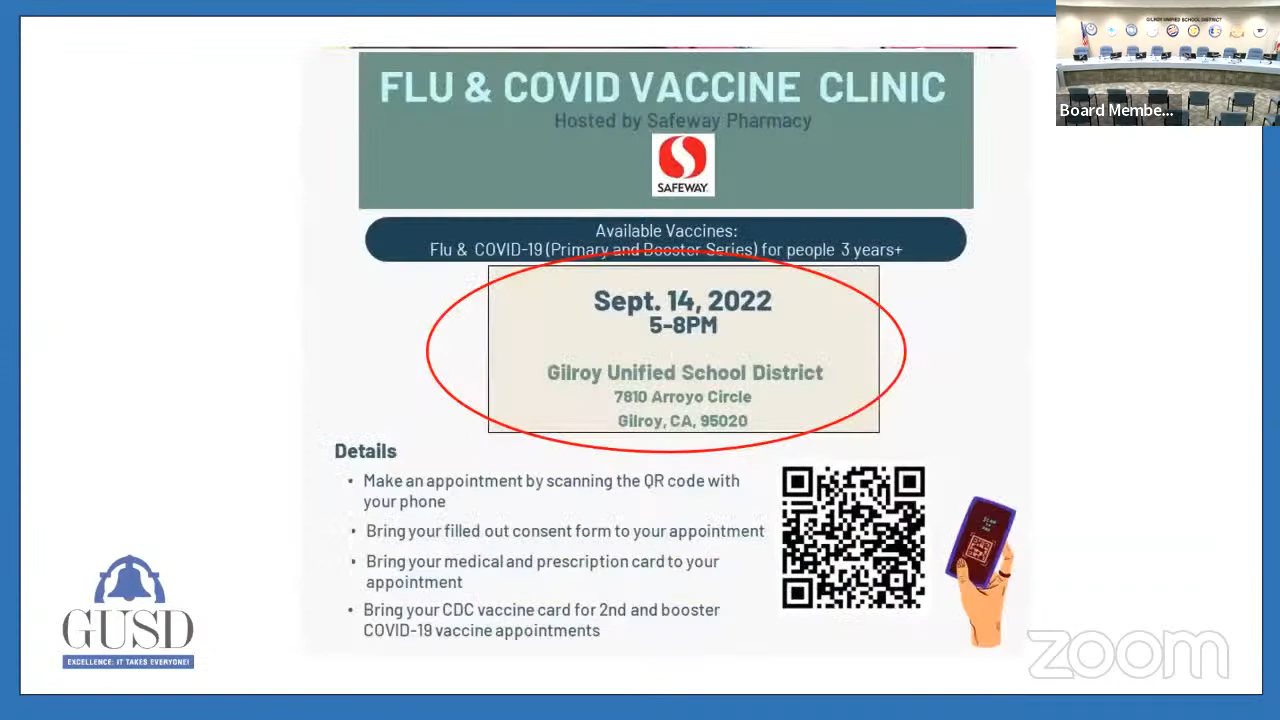 GILROY UNIFIED SCHOOL DISTRICT
Board Membe...
FLU & COVID VACCINE CLINIC
Hosted by Safeway Pharmacy
SAFEWAY
Available Vaccines:
Flu & COVID-19 (Primary and Booster Series) for people 3 years+
Sept. 14, 2022
5-8PM
Gilroy Unified School District
7810 Arroyo Circle
Gilroy, CA, 95020
Details
• Make an appointment by scanning the QR code with
your phone
• Bring your filled out consent form to your appointment
• Bring your medical and prescription card to your
appointment
• Bring your CDC vaccine card for 2nd and booster
COVID-19 vaccine appointments
GUSD
EXCELLENCE: IT TAKES EVERYONE!
zoom